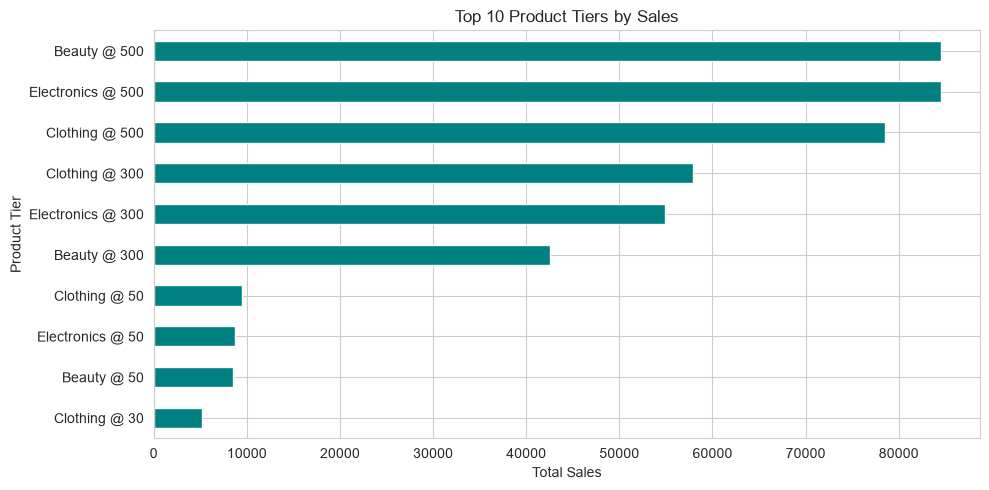 Top 10 Product Tiers by Sales
Product Tier
Beauty @ 500
Electronics @ 500
Clothing @ 500
Clothing @ 300
Electronics @ 300
Beauty @ 300
Clothing @ 50
Electronics @ 50
Beauty @ 50
Clothing @ 30
0 10000 20000 30000 40000 50000 60000 70000 80000
Total Sales